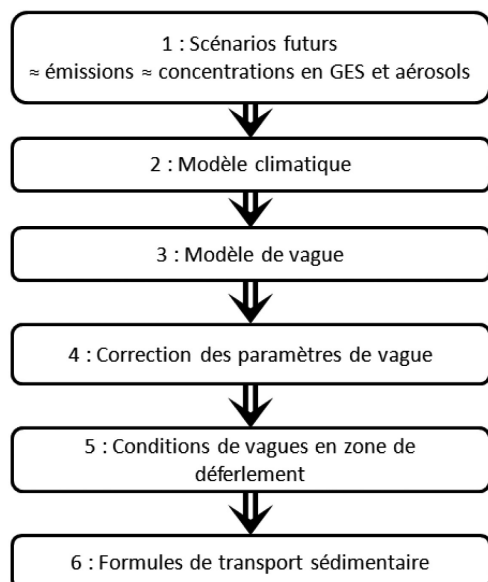 1 : Scénarios futurs
≈ émissions ≈ concentrations en GES et aérosols
2 : Modèle climatique
3 : Modèle de vague
4 : Correction des paramètres de vague
5 : Conditions de vagues en zone de
déferlement
6 : Formules de transport sédimentaire